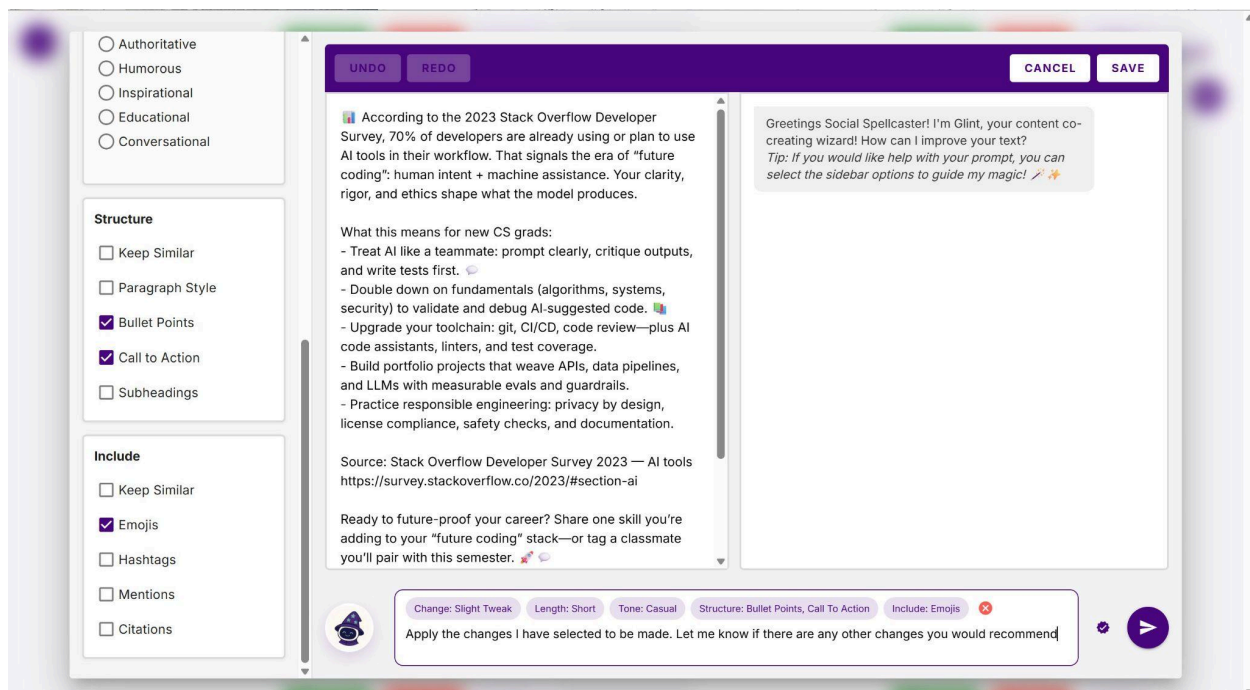 Authoritative
Humorous
Inspirational
Educational
Conversational
Structure
Keep Similar
Paragraph Style
Bullet Points
Call to Action
Subheadings
Include
Keep Similar
Emojis
Hashtags
Mentions
Citations
UNDO
REDO
CANCEL
SAVE
📊 According to the 2023 Stack Overflow Developer
Survey, 70% of developers are already using or plan to use
AI tools in their workflow. That signals the era of “future
coding”: human intent + machine assistance. Your clarity,
rigor, and ethics shape what the model produces.
What this means for new CS grads:
- Treat AI like a teammate: prompt clearly, critique outputs,
and write tests first. 💬
- Double down on fundamentals (algorithms, systems,
security) to validate and debug AI-suggested code. 📚
- Upgrade your toolchain: git, CI/CD, code review—plus AI
code assistants, linters, and test coverage.
- Build portfolio projects that weave APIs, data pipelines,
and LLMs with measurable evals and guardrails.
- Practice responsible engineering: privacy by design,
license compliance, safety checks, and documentation.
Source: Stack Overflow Developer Survey 2023 — AI tools
https://survey.stackoverflow.co/2023/#section-ai
Ready to future-proof your career? Share one skill you’re
adding to your “future coding” stack—or tag a classmate
you’ll pair with this semester. 🚀 💬
Greetings Social Spellcaster! I'm Glint, your content co-
creating wizard! How can I improve your text?
Tip: If you would like help with your prompt, you can
select the sidebar options to guide my magic! 🪄 ✨
Change: Slight Tweak
Length: Short
Tone: Casual
Structure: Bullet Points, Call To Action
Include: Emojis
Apply the changes I have selected to be made. Let me know if there are any other changes you would recommend